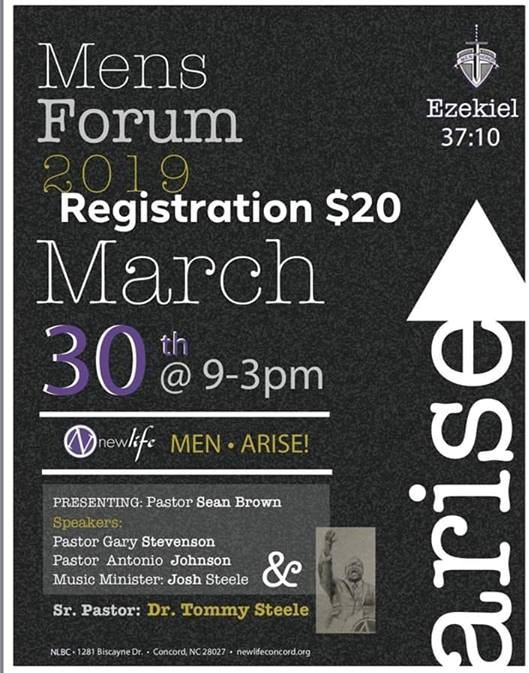 Mens
Forum
2019
Registration $20
March
30th @ 9-3pm
newlife MEN • ARISE!
PRESENTING: Pastor Sean Brown
Speakers:
Pastor Gary Stevenson
Pastor Antonio Johnson
Music Minister: Josh Steele
&
Sr. Pastor: Dr. Tommy Steele
NLBC • 1281 Biscayne Dr. • Concord, NC 28027 • newlifeconcord.org
Ezekiel
37:10
arise